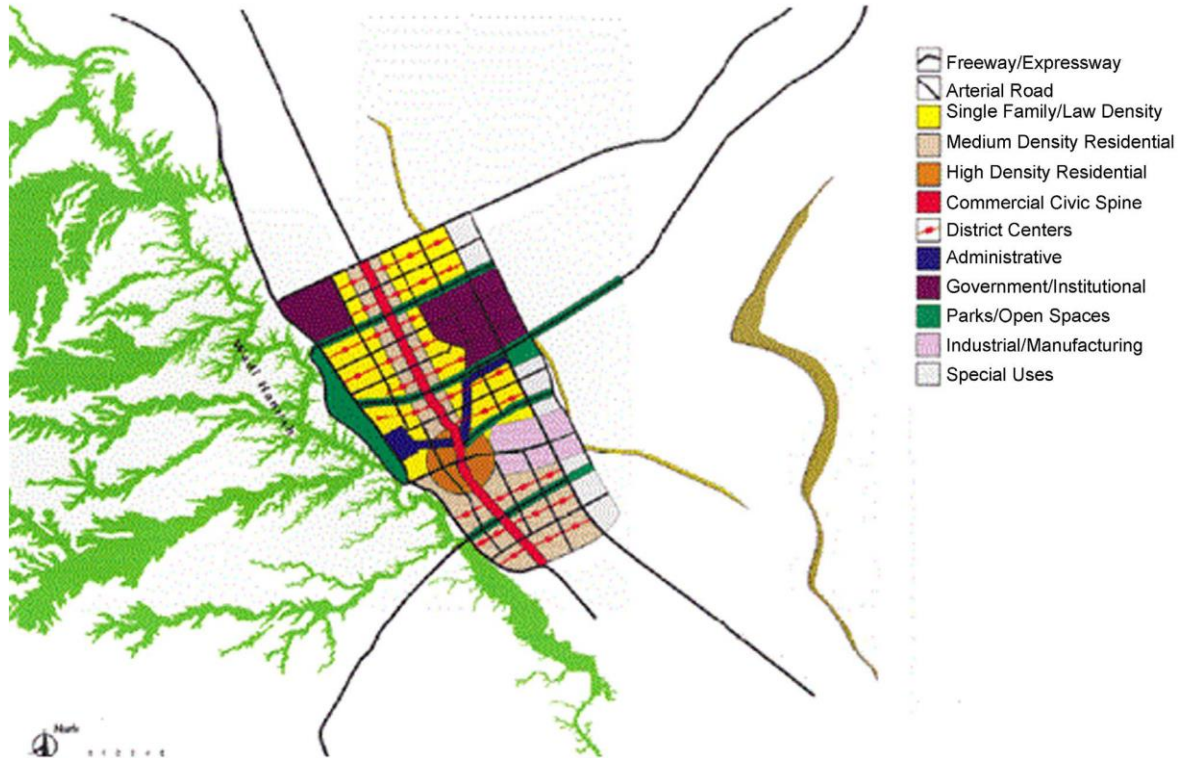 Freeway/Expressway
Arterial Road
Single Family/Law Density
Medium Density Residential
High Density Residential
Commercial Civic Spine
District Centers
Administrative
Government/Institutional
Parks/Open Spaces
Industrial/Manufacturing
Special Uses